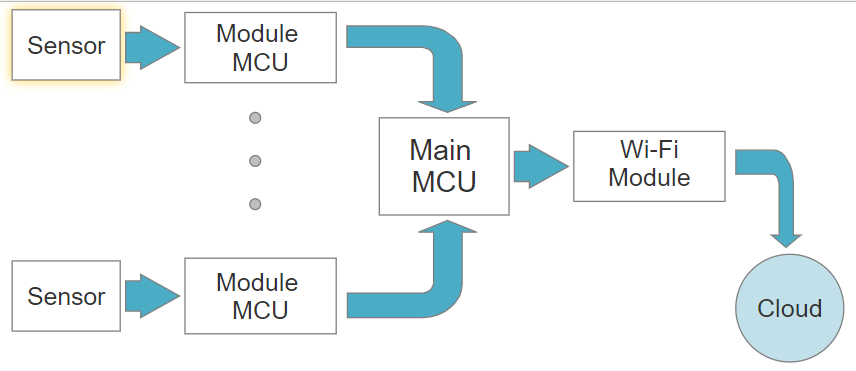 Sensor
Module
MCU
Main
MCU
Wi-Fi
Module
Sensor
Module
MCU
Cloud